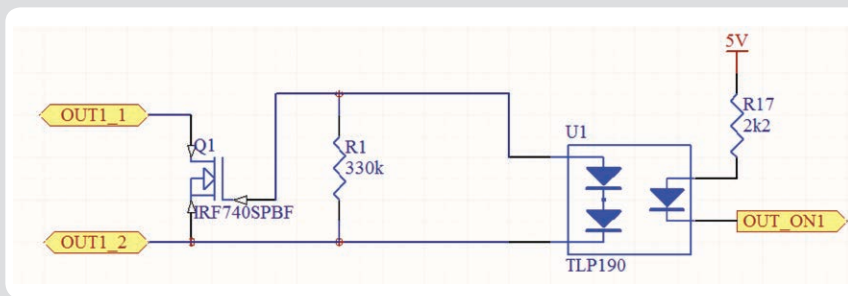 5V
R17
2k2
OUT1_1
Q1
R1
330k
U1
IRF740SPBF
OUT_ON1
OUT1_2
TLP190